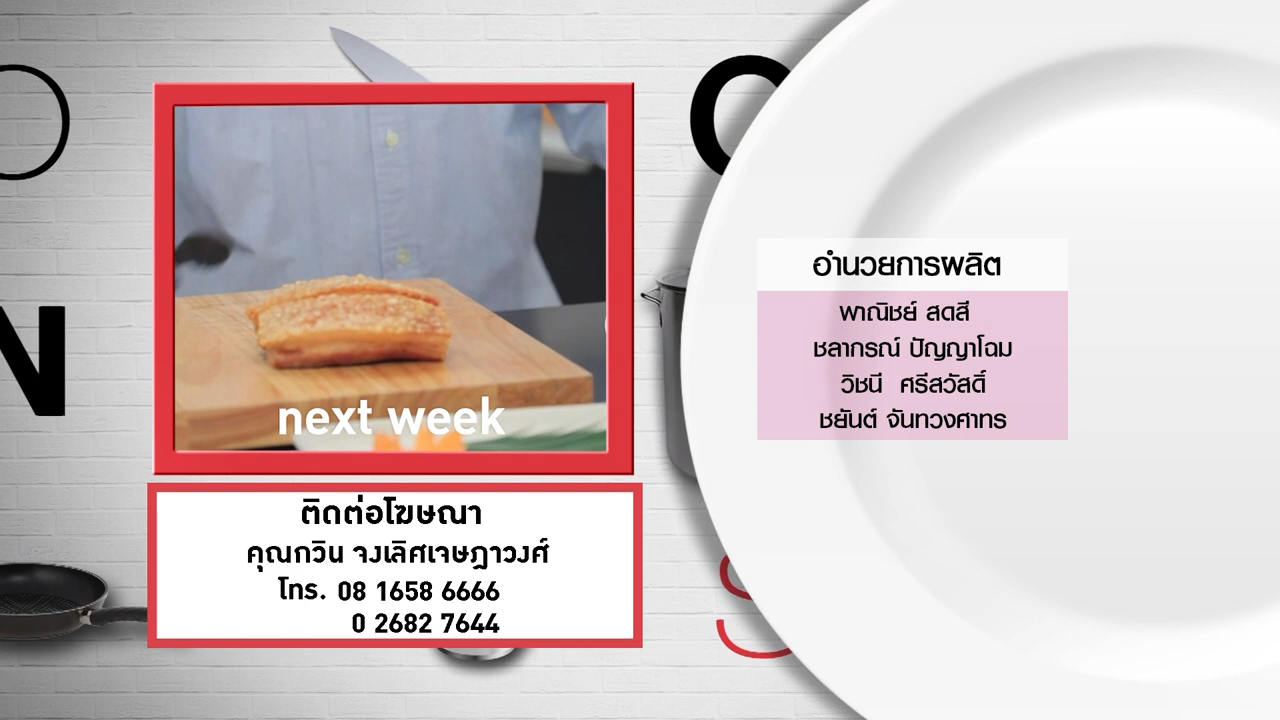 next week
ติดต่อโฆษณา
คุณกวิน จงเลิศเจษฎาวงศ์
โทร. 08 1658 6666
0 2682 7644
อำนวยการผลิต
พาณิชย์ สดสี
ชลากรณ์ ปัญญาโฉม
วิชนี ศรีสวัสดิ์
ชยันต์ จันทวงศาทร